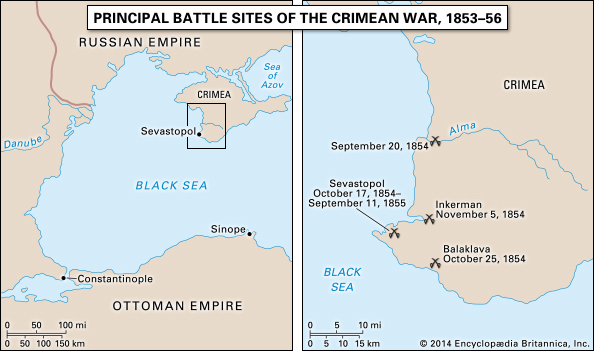 PRINCIPAL BATTLE SITES OF THE CRIMEAN WAR, 1853–56
RUSSIAN EMPIRE
Sea
of
Azov
CRIMEA
Danube
Sevastopol
BLACK SEA
Sinope
Constantinople
OTTOMAN EMPIRE
0 50 100 mi
0 50 100 150 km
CRIMEA
Alma
September 20, 1854
Sevastopol
October 17, 1854–
September 11, 1855
Inkerman
November 5, 1854
Balaklava
October 25, 1854
BLACK
SEA
0 5 10 mi
0 5 10 15 km
© 2014 Encyclopædia Britannica, Inc.